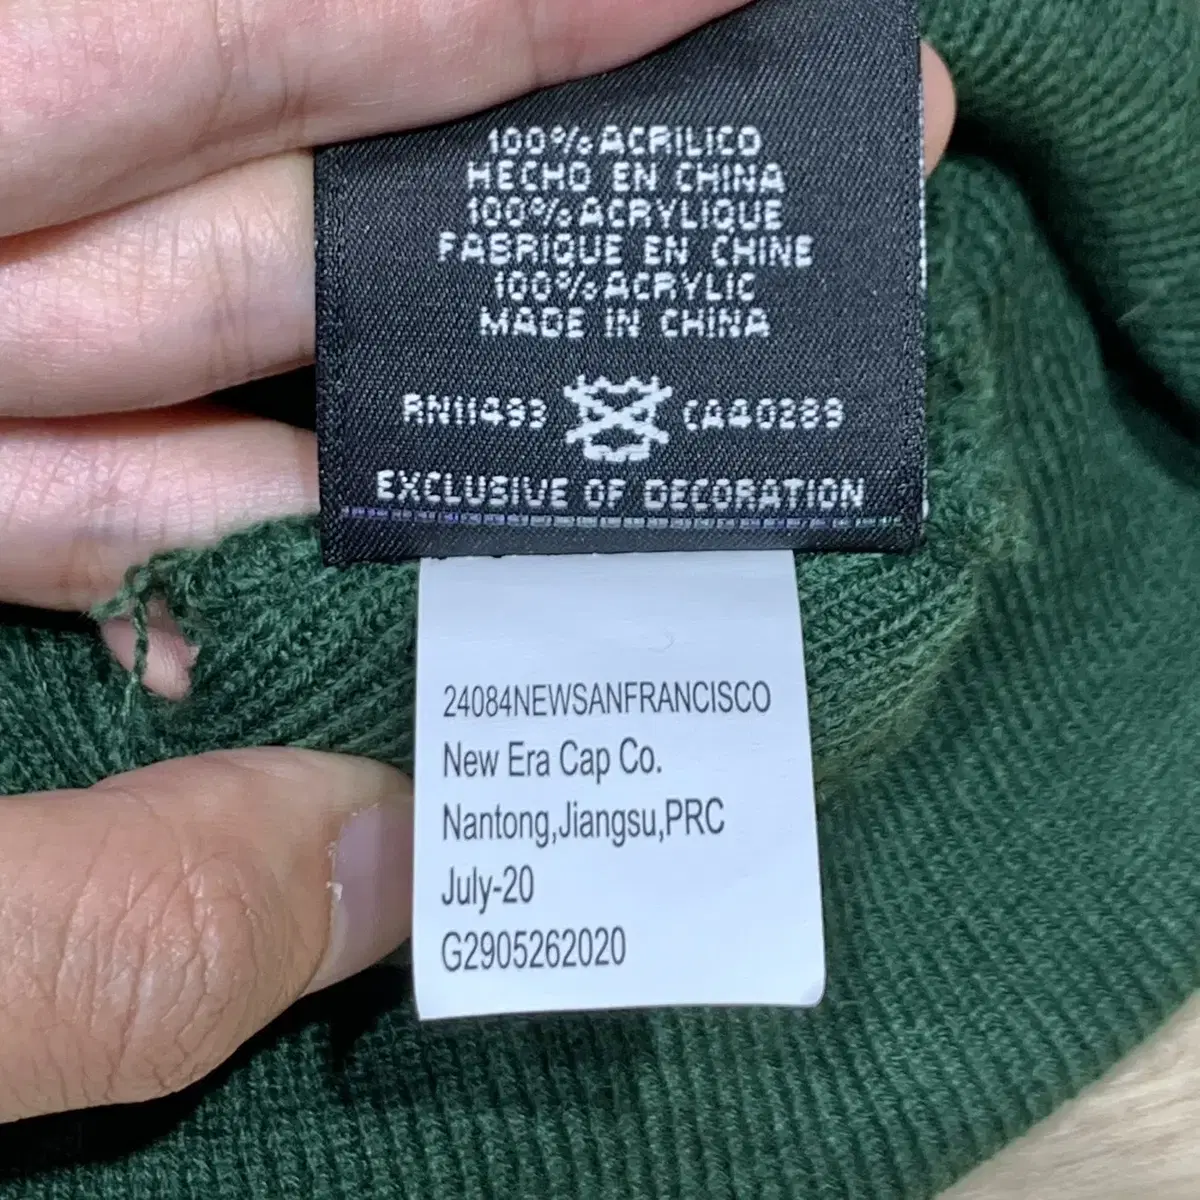 100% ACRILICO
HECHO EN CHINA
100% ACRYLIQUE
FABRIQUE EN CHINE
100% ACRYLIC
MADE IN CHINA
RN11493 CA40289
EXCLUSIVE OF DECORATION
24084NEWSANFRANCISCO
New Era Cap Co.
Nantong,Jiangsu,PRC
July-20
G2905262020